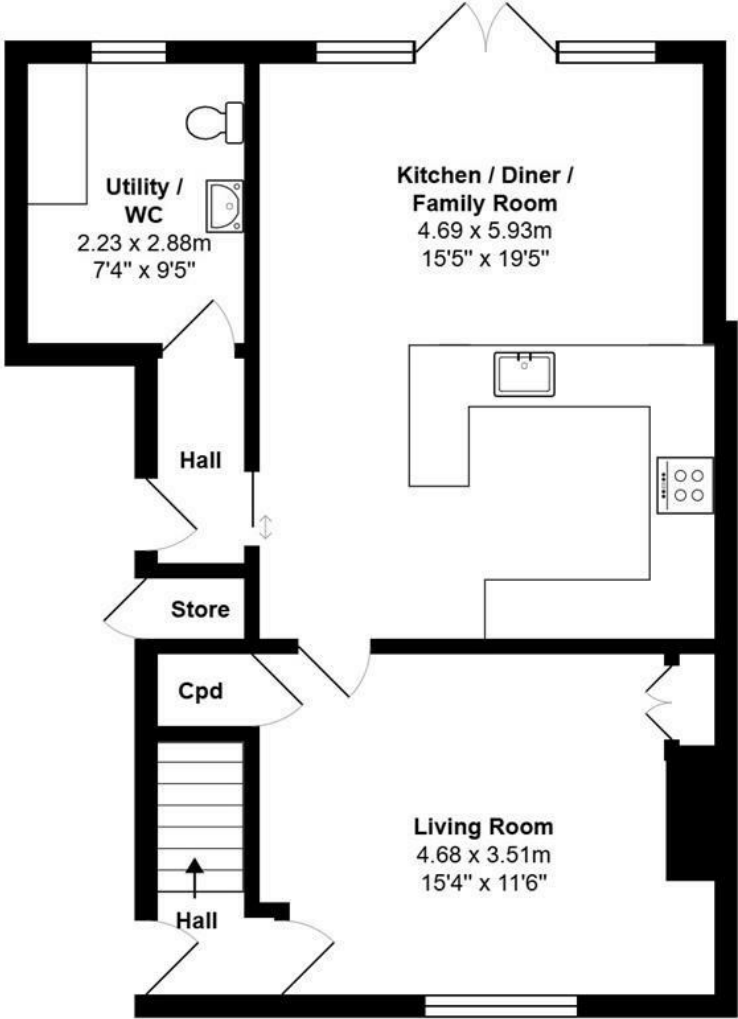 Utility /
WC
2.23 x 2.88m
7'4" x 9'5"
Kitchen / Diner /
Family Room
4.69 x 5.93m
15'5" x 19'5"
Hall
Store
Cpd
Living Room
4.68 x 3.51m
15'4" x 11'6"
Hall